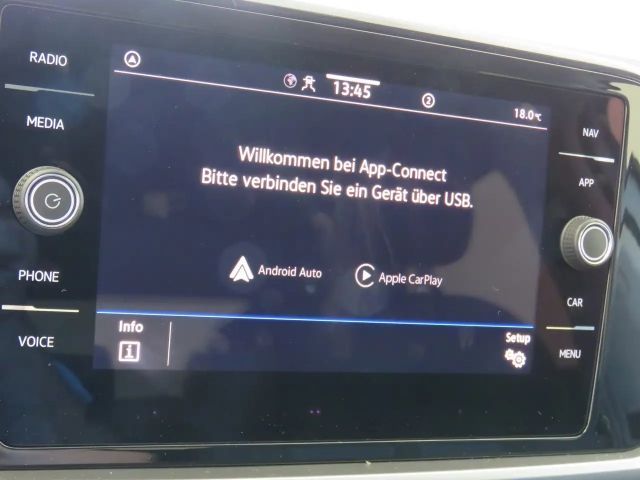 RADIO
MEDIA
PHONE
VOICE
13:45
2
18.0°C
Willkommen bei App-Connect
Bitte verbinden Sie ein Gerät über USB.
Android Auto
Apple CarPlay
Info
Setup
NAV
APP
CAR
MENU